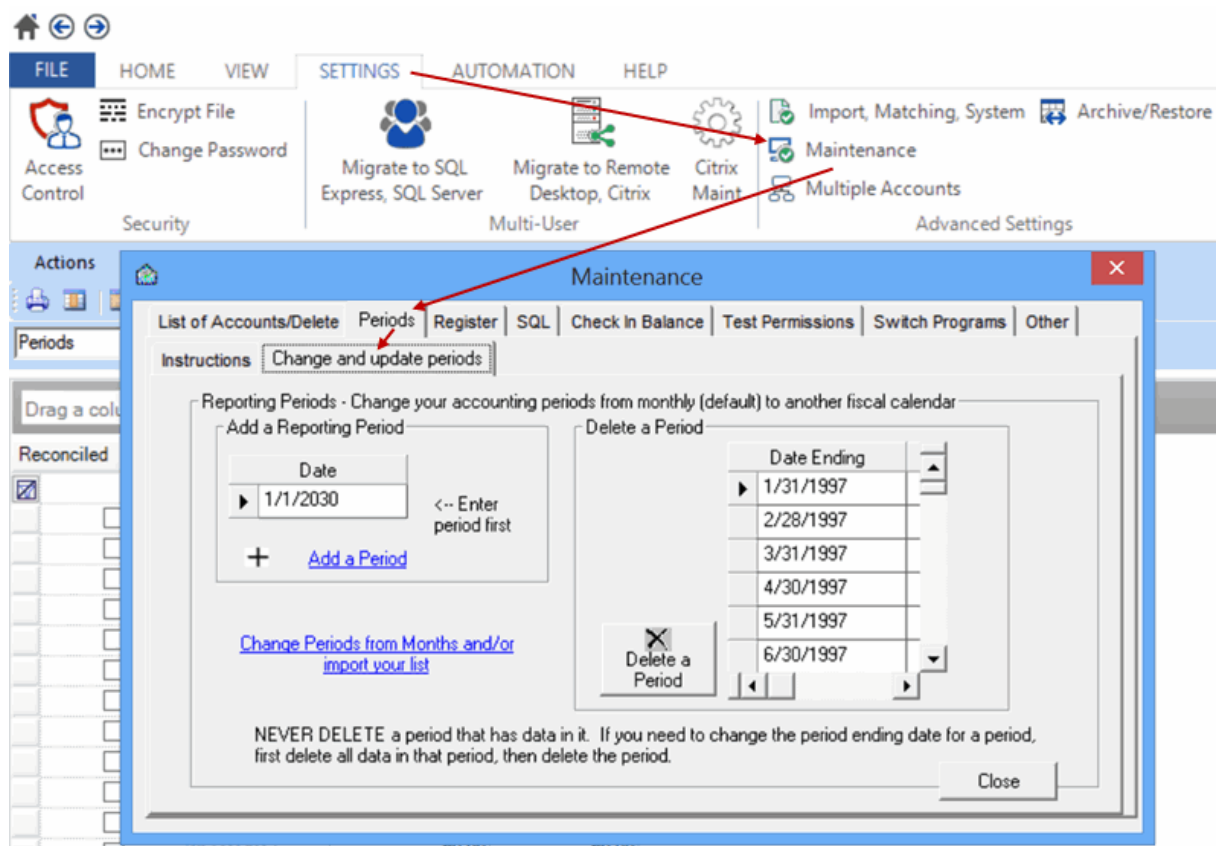 FILE HOME VIEW SETTINGS AUTOMATION HELP
Encrypt File
Change Password
Access
Control
Security
Migrate to SQL
Express, SQL Server
Migrate to Remote
Desktop, Citrix
Citrix
Maint
Multi-User
Import, Matching, System
Archive/Restore
Maintenance
Multiple Accounts
Advanced Settings
Actions
Periods
Drag a colu
Reconciled
Maintenance
List of Accounts/Delete Periods Register SQL Check In Balance Test Permissions Switch Programs Other
Instructions Change and update periods
Reporting Periods - Change your accounting periods from monthly (default) to another fiscal calendar
Add a Reporting Period
Date
1/1/2030
<-- Enter
period first
Add a Period
Change Periods from Months and/or
import your list
Delete a Period
Date Ending
1/31/1997
2/28/1997
3/31/1997
4/30/1997
5/31/1997
6/30/1997
Delete a
Period
NEVER DELETE a period that has data in it. If you need to change the period ending date for a period,
first delete all data in that period, then delete the period.
Close